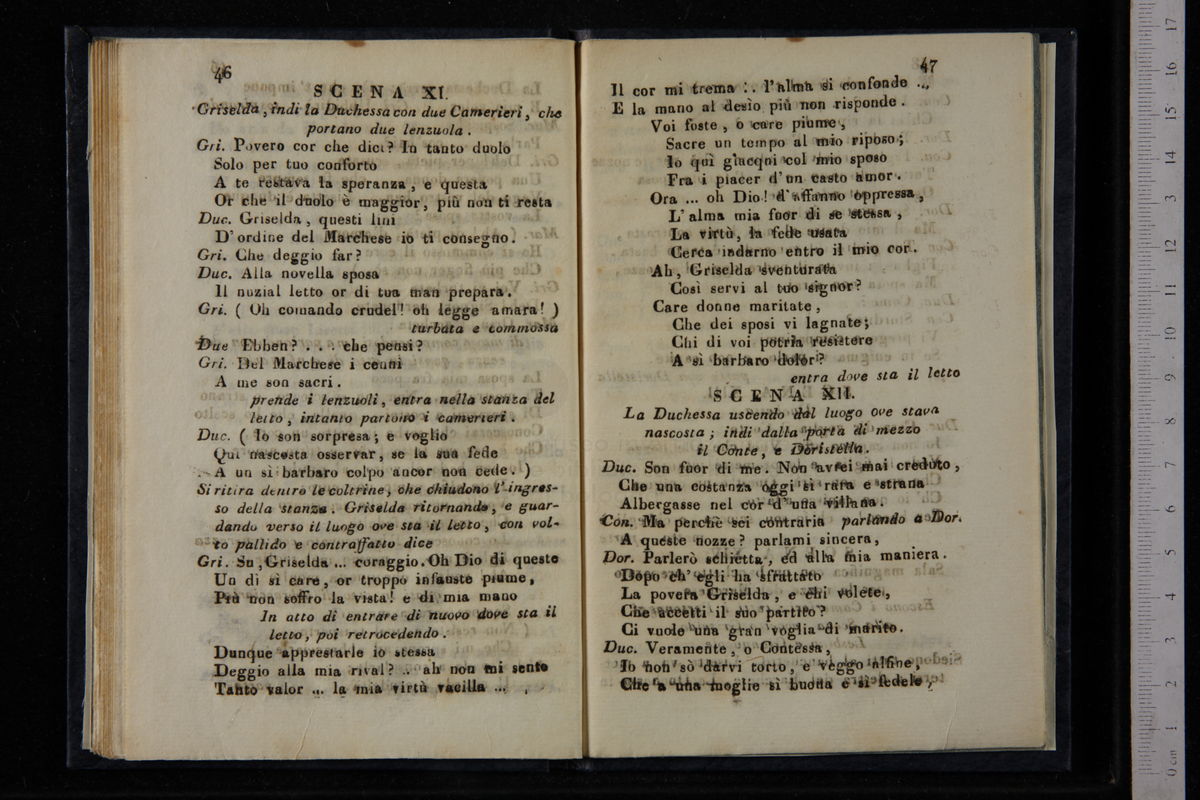 46
SCENA XI.
Griselda, indi la Duchessa con due Camerieri, che
portano due lenzuola.
Gri. Povero cor che dici? In tanto duolo
Solo per tuo conforto
A te restava la speranza, e questa
Or che il duolo è maggior, più non ti resta
Duc. Griselda, questi lini
D'ordine del Marchese io ti consegno.
Gri. Che deggio far?
Duc. Alla novella sposa
Il nuzial letto or di tua man prepara.
Gri. ( Oh comando crudel! oh legge amara! )
turbata e commossa
Due Ebben? . . . che pensi?
Gri. Del Marchese i cenni
A me son sacri.
prende i lenzuoli, entra nella stanza del
letto, intanto partono i camerieri.
Duc. ( Io son sorpresa; e voglio
Qui nascosta osservar, se la sua fede
A un sì barbaro colpo ancor non cede. )
Si ritira dentro le coltrine, che chiudono l'ingres-
so della stanza. Griselda ritornando, e guar-
dando verso il luogo ove sta il letto, con vol-
to pallido e contraffatto dice
Gri. Su, Griselda ... coraggio. Oh Dio di queste
Un dì sì care, or troppo infauste piume,
Più non soffro la vista! e di mia mano
In atto di entrare di nuovo dove sta il
letto, poi retrocedendo.
Dunque apprestarle io stessa
Deggio alla mia rival? .. ah non mi sento
Tanto valor ... la mia virtù vacilla ...
47
Il cor mi trema .. l'alma si confonde ..,
E la mano al desìo più non risponde.
Voi foste, o care piume,
Sacre un tempo al mio riposo;
Io quì giacqni col mio sposo
Fra i piacer d'un casto amor.
Ora ... oh Dio! d'affanno oppressa,
L'alma mia fuor di se stessa,
La virtù, la fede usata
Cerca indarno entro il mio cor.
Ah, Griselda sventurata
Così servi al tuo signor?
Care donne maritate,
Che dei sposi vi lagnate;
Chi di voi potria resistere
A sì barbaro dolor?
entra dove sta il letto
SCENA XII.
La Duchessa uscendo dal luogo ove stava
nascosta; indi dalla porta di mezzo
il Conte, e Doristella.
Duc. Son fuor di me. Non avrei mai creduto,
Che una costanza oggi sì rara e strana
Albergasse nel cor d'una villana.
Con. Ma perchè sei contraria parlando a Dor.
A queste nozze? parlami sincera,
Dor. Parlerò schietta, ed alla mia maniera.
Dopo ch'egli ha sfruttato
La povera Griselda, e chi volete,
Che accetti il suo partito?
Ci vuole una gran voglia di marito.
Duc. Veramente, o Contessa,
Io non sò darvi torto, e veggo alfine,
Che a una moglie sì buona e sì fedele,